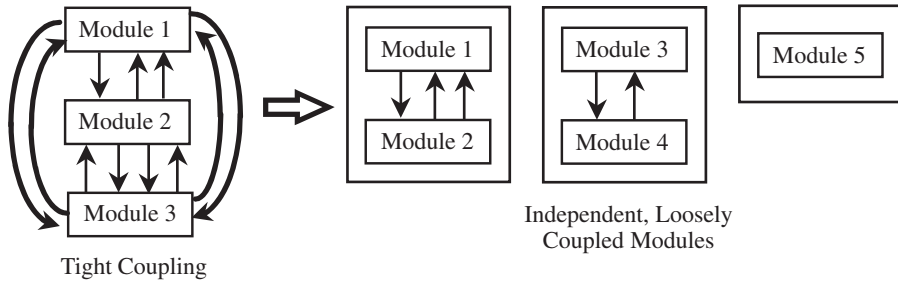 Module 1
Module 2
Module 3
Tight Coupling
Module 1
Module 2
Module 3
Module 4
Module 5
Independent, Loosely
Coupled Modules